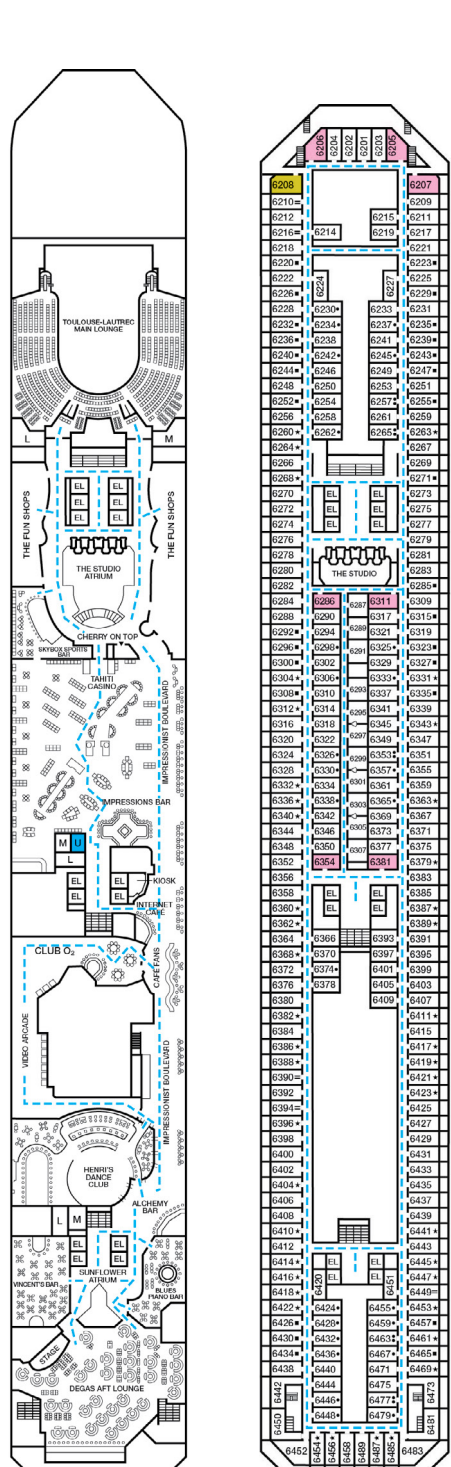 TOULOUSE-LAUTREC
MAIN LOUNGE
L
M
EL EL
EL EL
EL EL
THE FUN SHOPS
THE FUN SHOPS
THE STUDIO
ATRIUM
CHERRY ON TOP
SKYBOX SPORTS
BAR
TAHITI
CASINO
IMPRESSIONIST BOULEVARD
IMPRESSIONS BAR
M U
L
EL EL
EL EL
KIOSK
INTERNET
CAFÉ
CLUB O₂
CAFE FANS
VIDEO ARCADE
IMPRESSIONIST BOULEVARD
HENRI'S
DANCE
CLUB
ALCHEMY
BAR
L M
EL EL
EL EL
SUNFLOWER
ATRIUM
VINCENT'S BAR
BLUES
PIANO BAR
STAGE
DEGAS AFT LOUNGE
6206 6204 6202 6201 6203 6205
6208 6207
6210= 6209
6212 6215 6211
6216= 6214 6219 6217
6218 6221
6220■ 6223■
6222 6224 6227 6225
6226■ 6229■
6228 6230• 6233 6231
6232■ 6234• 6237• 6235■
6236■ 6238 6241 6239■
6240■ 6242• 6245• 6243■
6244■ 6246 6249• 6247■
6248 6250 6253 6251
6252■ 6254 6257: 6255■
6256 6258 6261 6259
6260★ 6262• 6265: 6263★
6264★ 6267
6266 6269
6268★ 6271■
6270 EL EL 6273
6272 EL EL 6275
6274 EL EL 6277
6276 6279
6278 6281
6280 THE STUDIO 6283
6282 6285■
6284 6286 6287 6311 6309
6288 6290 6317 6315■
6292 6294 6289 6321 6319
6296■ 6298• 6291 6325• 6323■
6300■ 6302 6329 6327
6304★ 6306• 6333• 6331★
6308■ 6310 6293 6337 6335■
6312★ 6314 6295 6341 6339
6316 6318 6345 6343★
6320 6322 6297 6349 6347
6324 6326• 6299 6353• 6351
6328 6330• 6357• 6355
6332★ 6334 6301 6361 6359
6336★ 6338• 6303 6365 6363★
6340★ 6342 6369 6367
6344 6346 6305 6373 6371
6348 6350 6307 6377 6375
6352 6354 6381 6379★
6356 6383
6358 EL EL 6385
6360★ EL EL 6387★
6362★ 6389★
6364 6366 6393 6391
6368★ 6370 6397 6395
6372 6374• 6401 6399
6376 6378 6405 6403
6380 6409 6407
6382★ 6411★
6384 6415
6386★ 6417★
6388★ 6419★
6390= 6421★
6392 6423★
6394= 6425
6396★ 6427
6398 6429
6400 6431
6402 6433
6404★ 6435
6406 6437
6408 6439
6410★ 6441★
6412 6443
6414★ EL EL 6445★
6416★ EL EL 6447★
6418★ 6420 6451 6449=
6422★ 6424• 6455• 6453★
6426■ 6428 6459• 6457■
6430 6432• 6463: 6461★
6434■ 6436• 6467• 6465■
6438 6440 6471 6469★
6442 6444 6475 6473
6446• 6477:
6450 6448• 6479• 6481
6452 6454• 6456 6458 6489 6487 6485• 6483